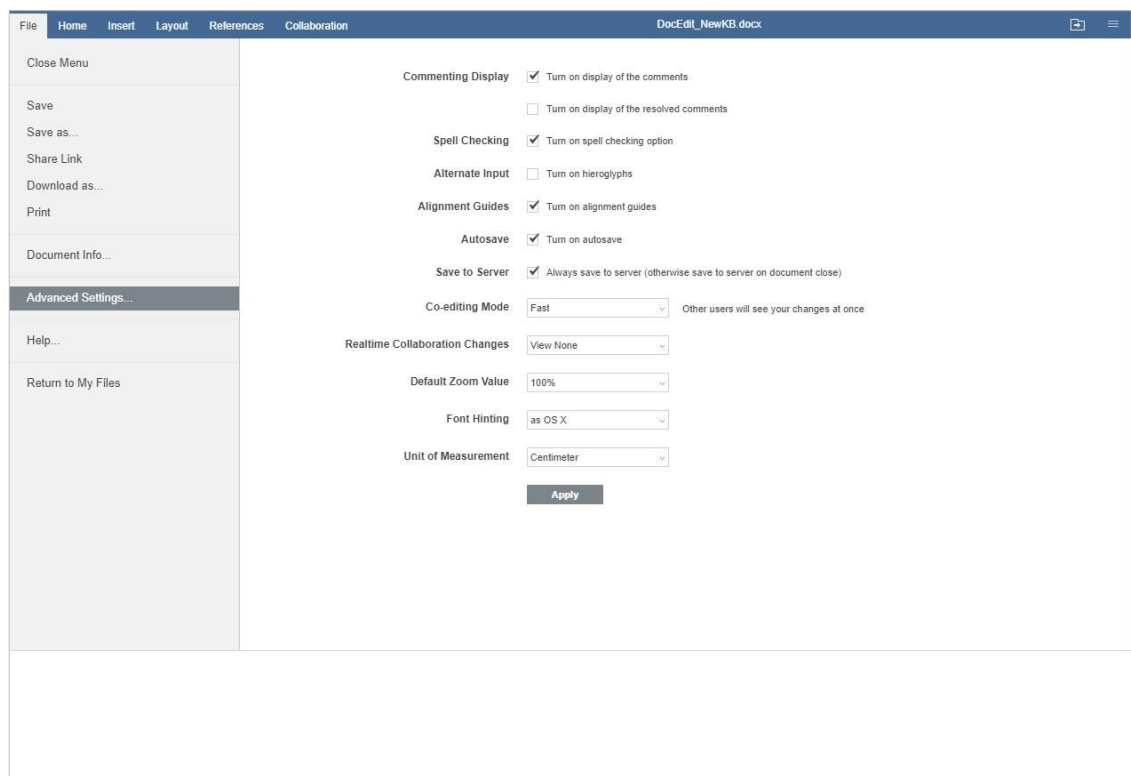 File Home Insert Layout References Collaboration DocEdit_NewKB.docx
Close Menu
Save
Save as...
Share Link
Download as...
Print
Document Info...
Advanced Settings...
Help...
Return to My Files
Commenting Display Turn on display of the comments
Turn on display of the resolved comments
Spell Checking Turn on spell checking option
Alternate Input Turn on hieroglyphs
Alignment Guides Turn on alignment guides
Autosave Turn on autosave
Save to Server Always save to server (otherwise save to server on document close)
Co-editing Mode Fast Other users will see your changes at once
Realtime Collaboration Changes View None
Default Zoom Value 100%
Font Hinting as OS X
Unit of Measurement Centimeter
Apply